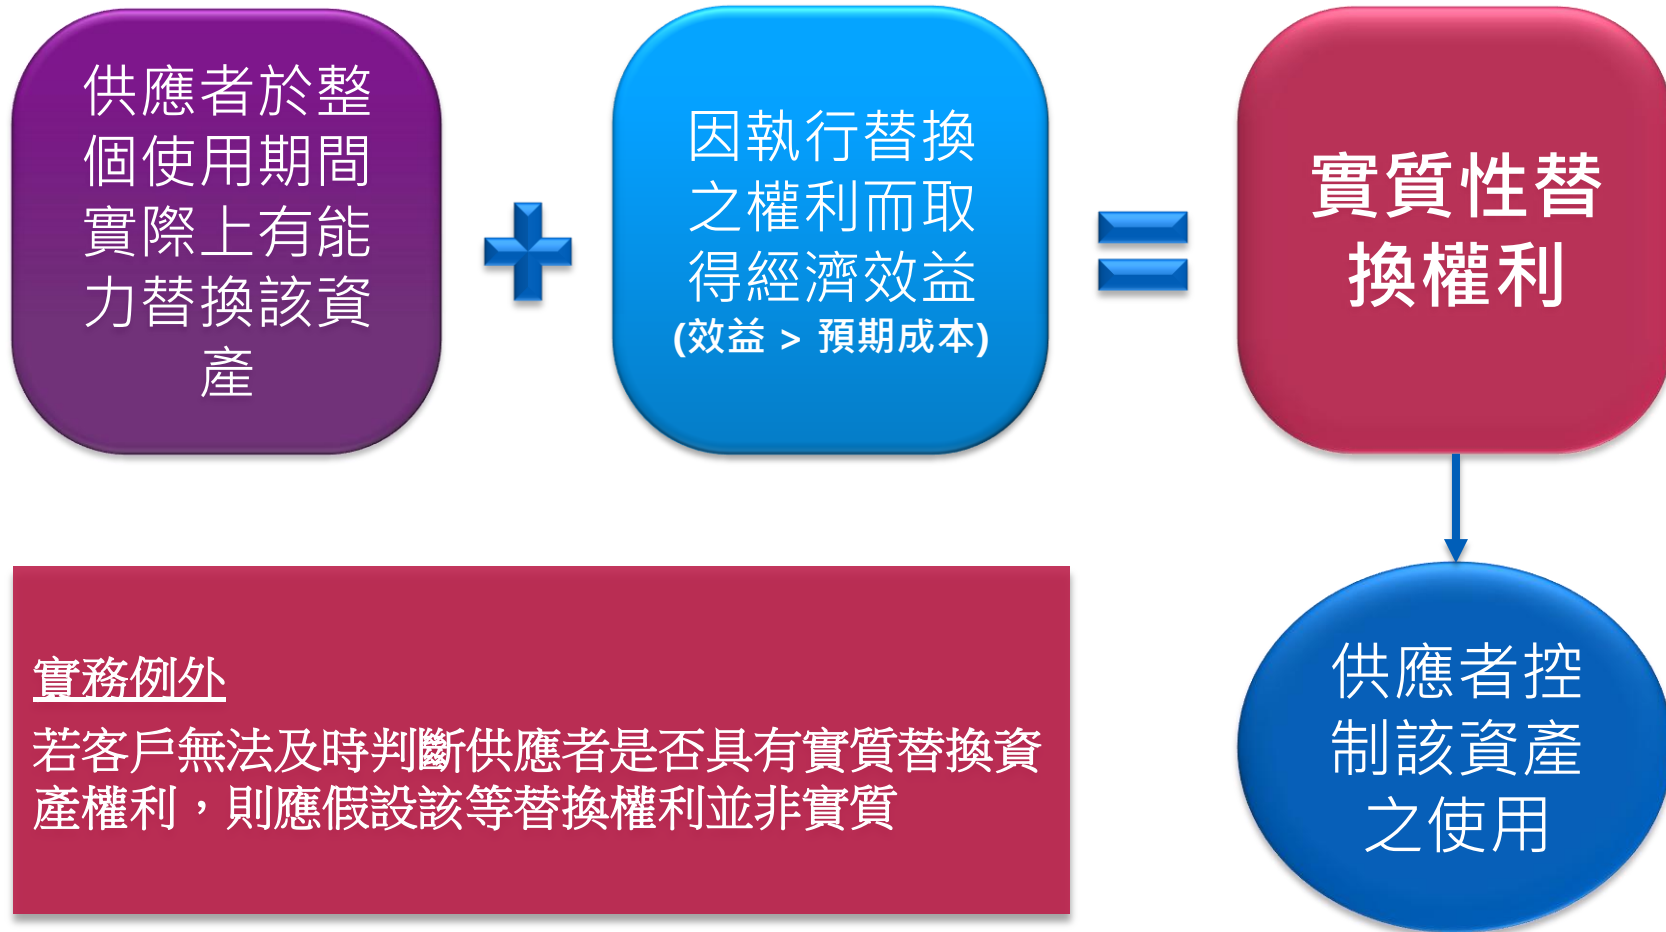 供應者於整
個使用期間
實際上有能
力替換該資
產
因執行替換
之權利而取
得經濟效益
(效益 > 預期成本)
實質性替
換權利
供應者控
制該資產
之使用
實務例外
若客戶無法及時判斷供應者是否具有實質替換資
產權利，則應假設該等替換權利並非實質